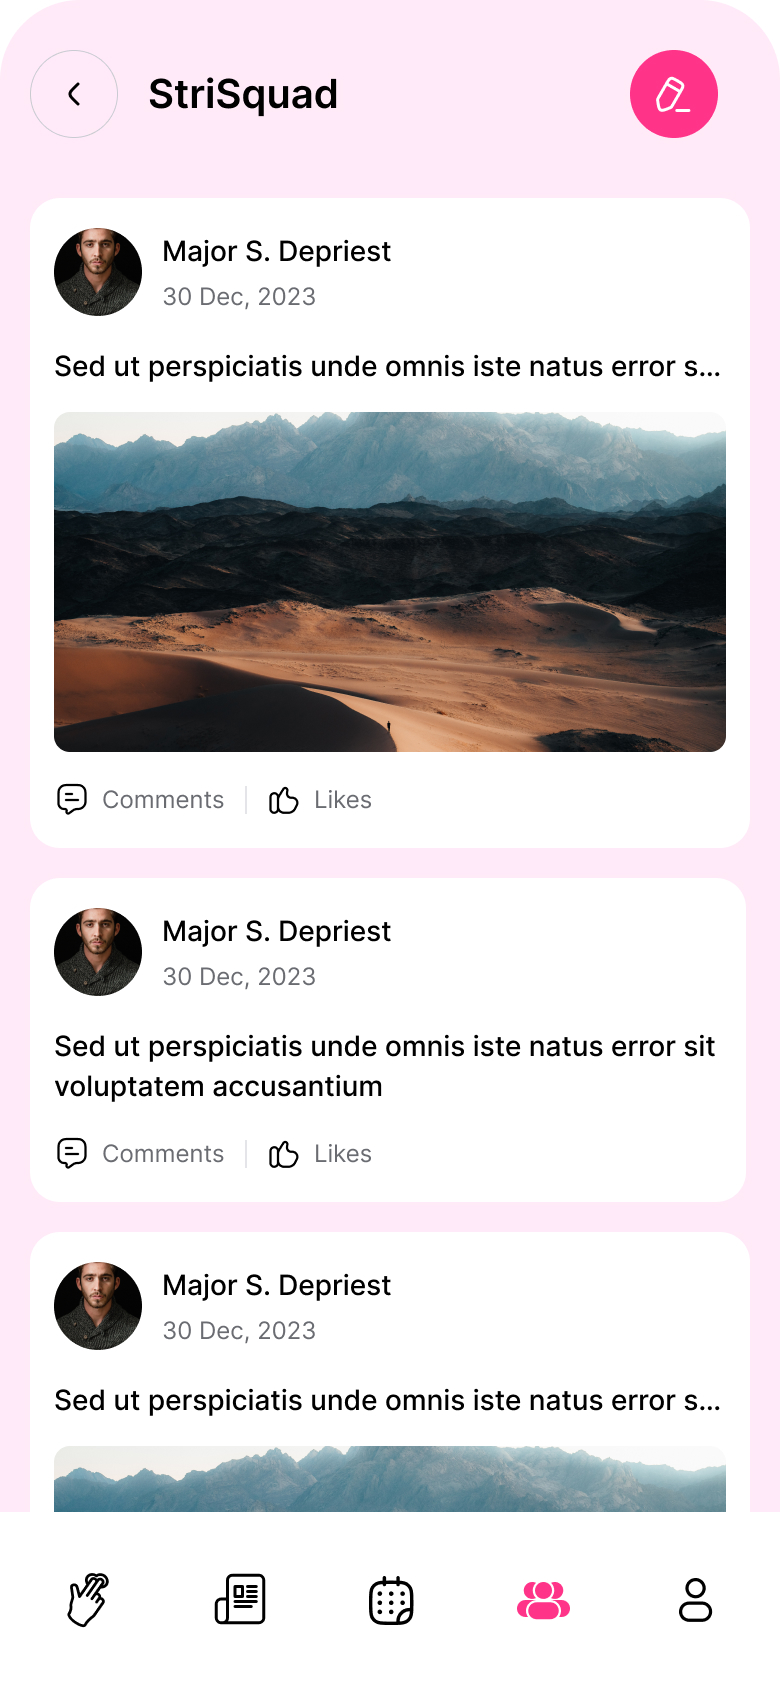 StriSquad
Major S. Depriest
30 Dec, 2023
Sed ut perspiciatis unde omnis iste natus error s...
Comments
Likes
Major S. Depriest
30 Dec, 2023
Sed ut perspiciatis unde omnis iste natus error sit
voluptatem accusantium
Comments
Likes
Major S. Depriest
30 Dec, 2023
Sed ut perspiciatis unde omnis iste natus error s...